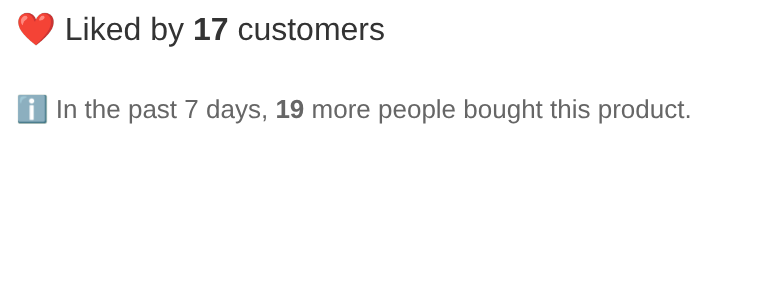 ❤️ Liked by 17 customers
ℹ️ In the past 7 days, 19 more people bought this product.